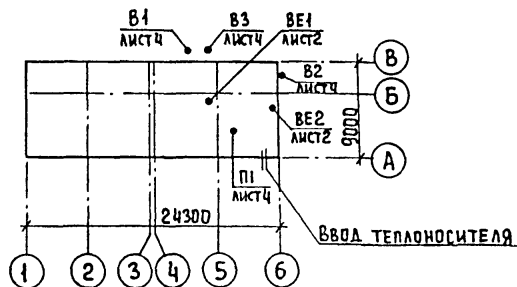 В1
лист4
В3
лист4
ВЕ1
лист2
В2
лист4
ВЕ2
лист2
П1
лист4
В
Б
А
9000
24300
Ввод теплоносителя
1
2
3
4
5
6